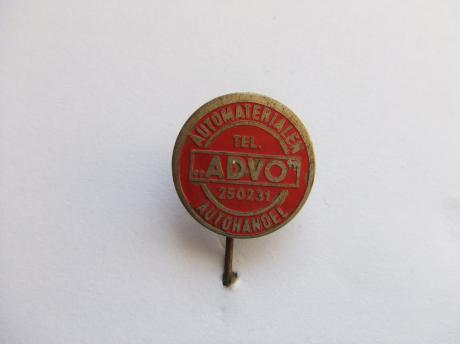 AUTOMATERIALEN
TEL.
„ADVO"
250231
AUTOHANDEL